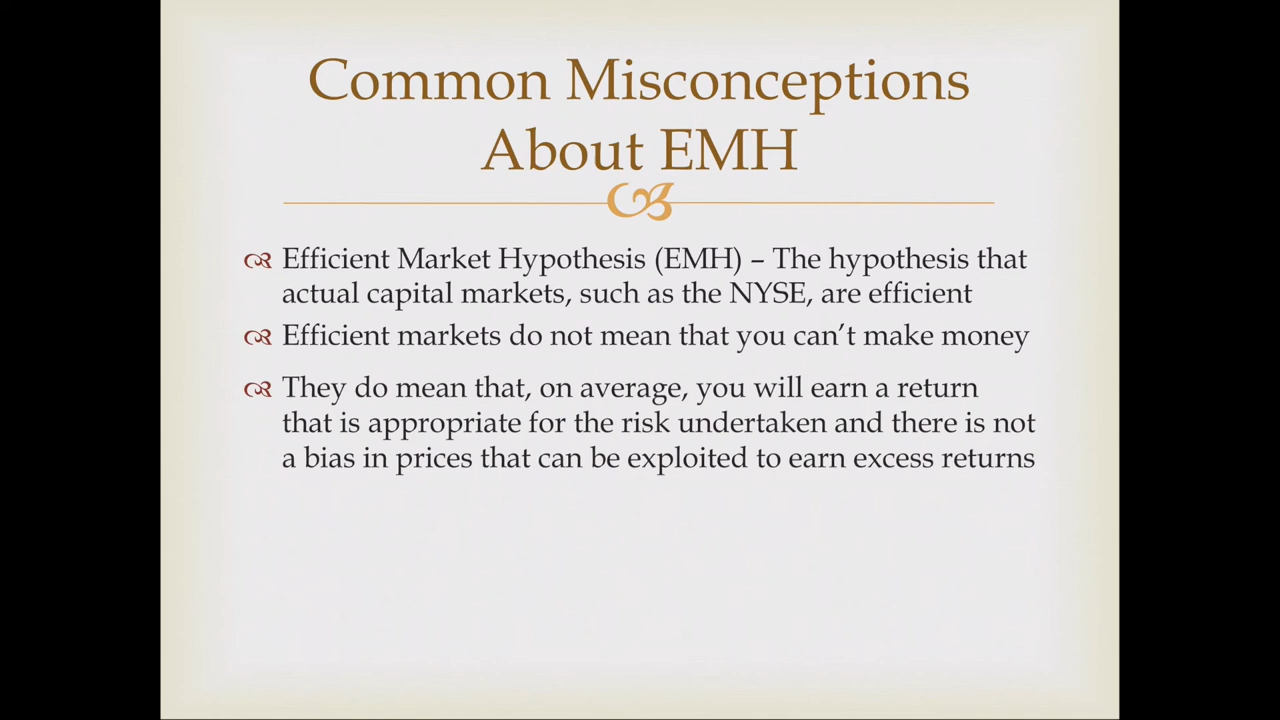 Common Misconceptions
About EMH
Efficient Market Hypothesis (EMH) – The hypothesis that
actual capital markets, such as the NYSE, are efficient
Efficient markets do not mean that you can’t make money
They do mean that, on average, you will earn a return
that is appropriate for the risk undertaken and there is not
a bias in prices that can be exploited to earn excess returns